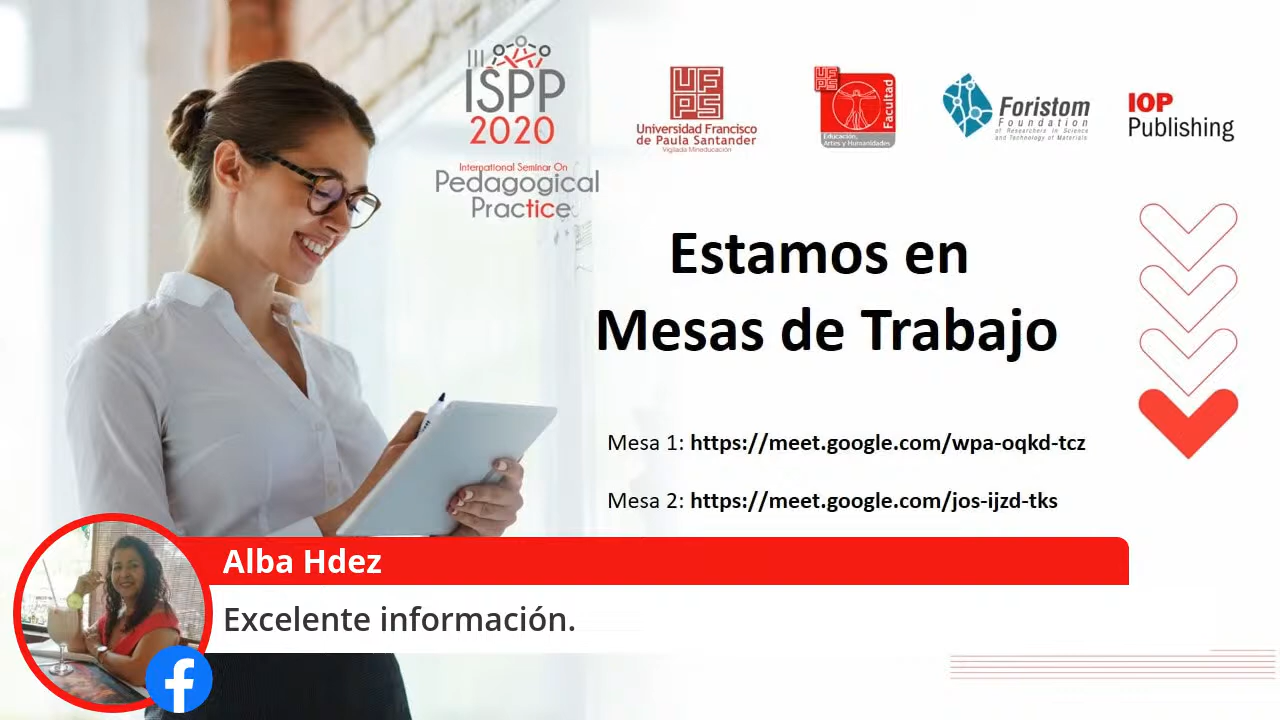 III
ISPP
2020
International Seminar On
Pedagogical
Practice
UFPS
Universidad Francisco
de Paula Santander
Vigilada Mineducación
UFPS
Facultad
Educación,
Artes y Humanidades
Foristom
Foundation
of Researchers in Science
and Technology of Materials
IOP
Publishing
Estamos en
Mesas de Trabajo
Mesa 1: https://meet.google.com/wpa-oqkd-tcz
Mesa 2: https://meet.google.com/jos-ijzd-tks
Alba Hdez
Excelente información.